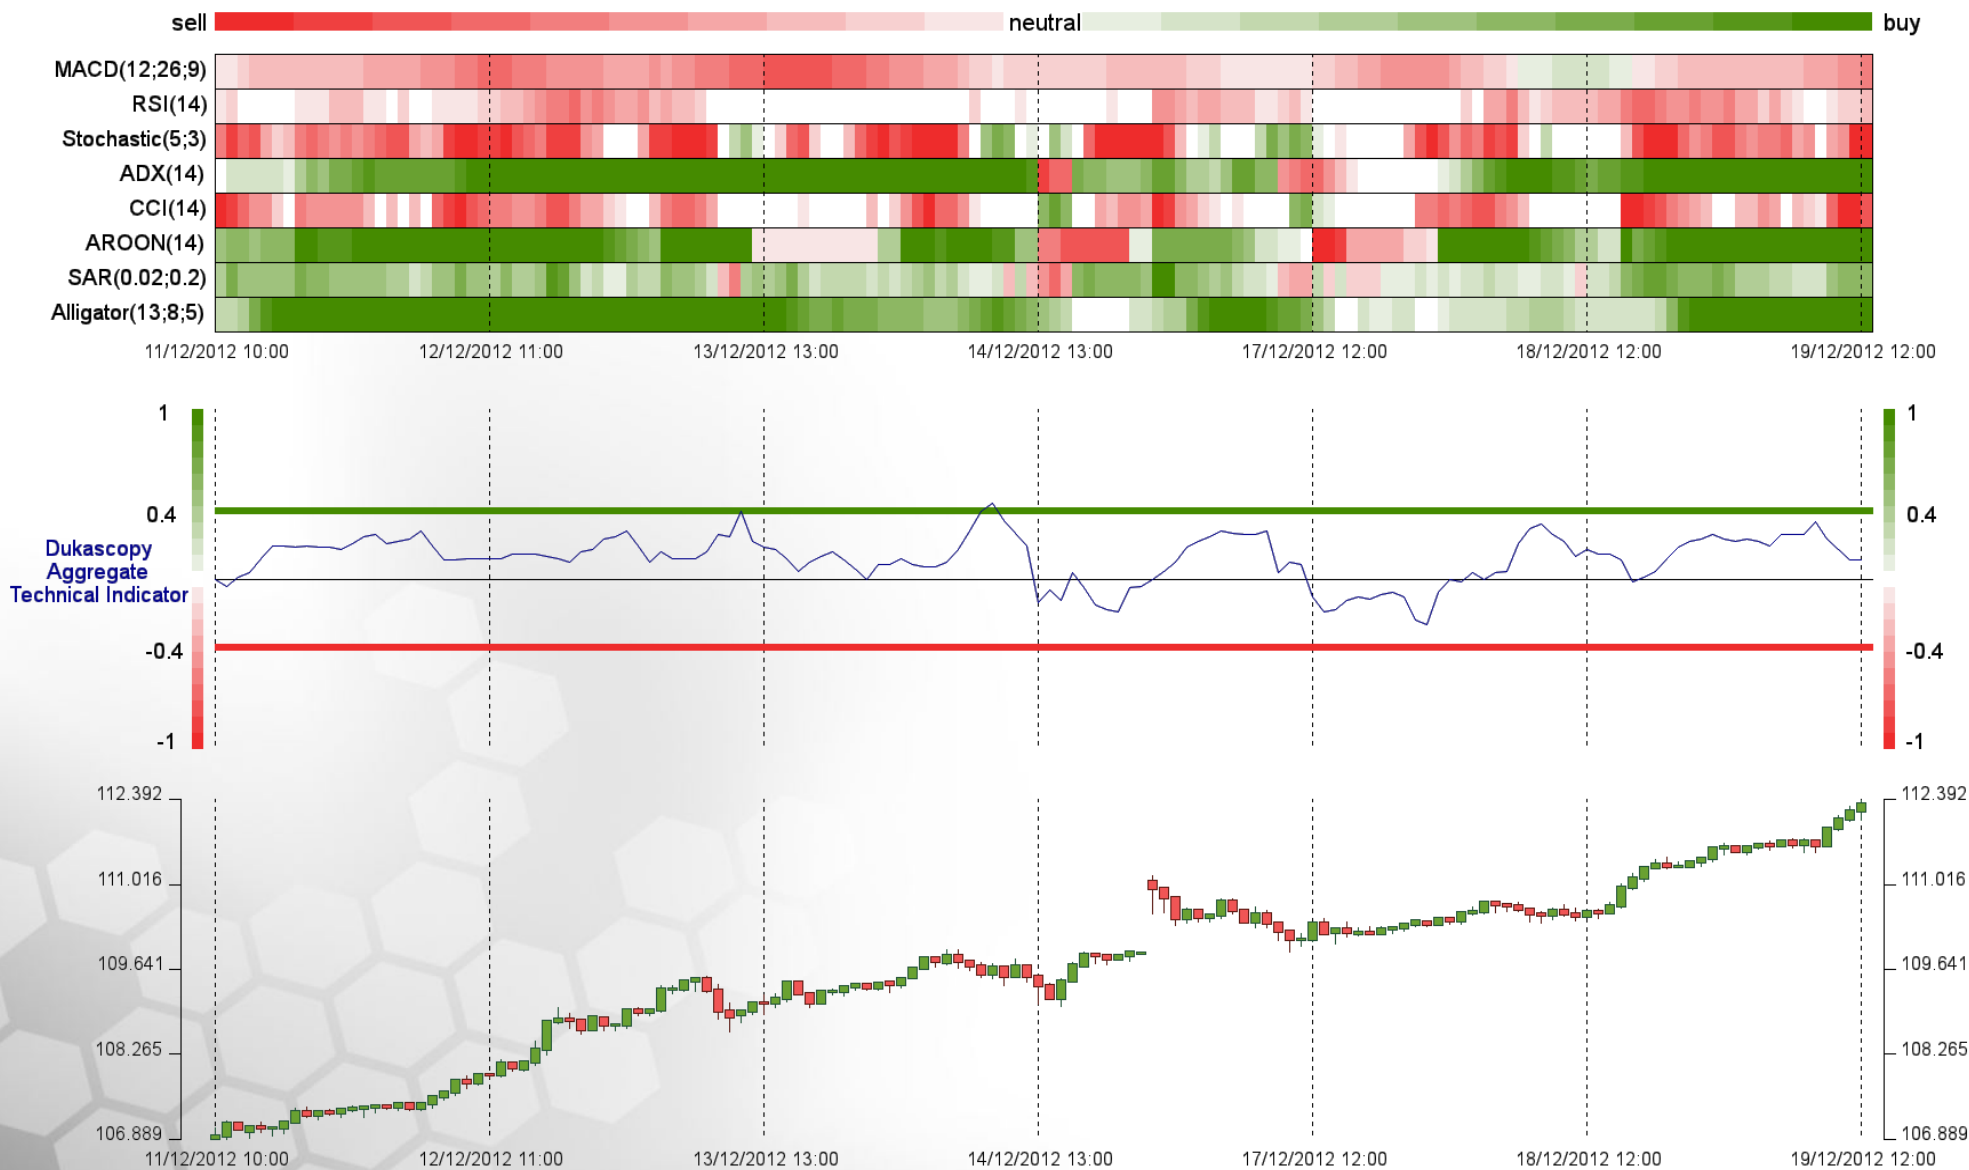 sell neutral buy
MACD(12;26;9)
RSI(14)
Stochastic(5;3)
ADX(14)
CCI(14)
AROON(14)
SAR(0.02;0.2)
Alligator(13;8;5)
11/12/2012 10:00 12/12/2012 11:00 13/12/2012 13:00 14/12/2012 13:00 17/12/2012 12:00 18/12/2012 12:00 19/12/2012 12:00
1 1
0.4 0.4
Dukascopy
Aggregate
Technical Indicator
-0.4 -0.4
-1 -1
112.392 112.392
111.016 111.016
109.641 109.641
108.265 108.265
106.889 106.889
11/12/2012 10:00 12/12/2012 11:00 13/12/2012 13:00 14/12/2012 13:00 17/12/2012 12:00 18/12/2012 12:00 19/12/2012 12:00